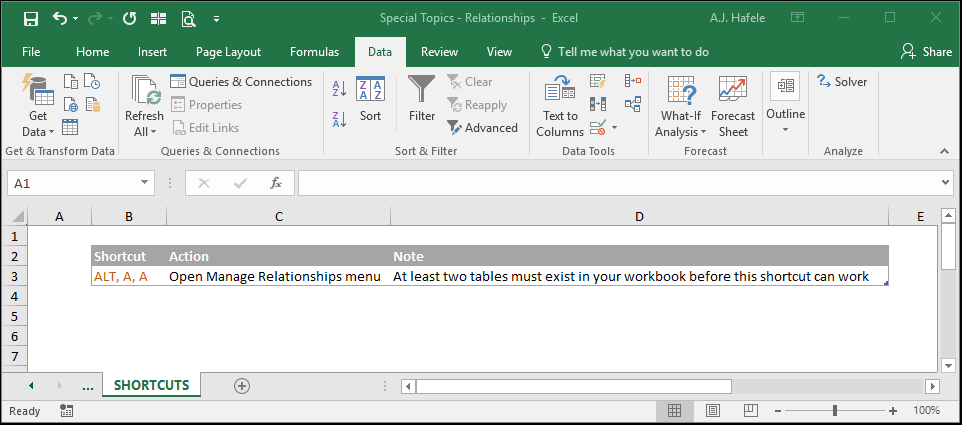 Special Topics - Relationships - Excel
A.J. Hafele
File Home Insert Page Layout Formulas Data Review View Tell me what you want to do Share
Get Data
Refresh All
Queries & Connections
Properties
Edit Links
A Z
Z A
Z A A Z
Sort
Filter
Clear
Reapply
Advanced
Text to Columns
What-If Analysis
Forecast Sheet
Outline
Solver
Get & Transform Data Queries & Connections Sort & Filter Data Tools Forecast Analyze
A1 fx
A B C D E
1
2 Shortcut Action Note
3 ALT, A, A Open Manage Relationships menu At least two tables must exist in your workbook before this shortcut can work
4
5
6
7
... SHORTCUTS
Ready 100%